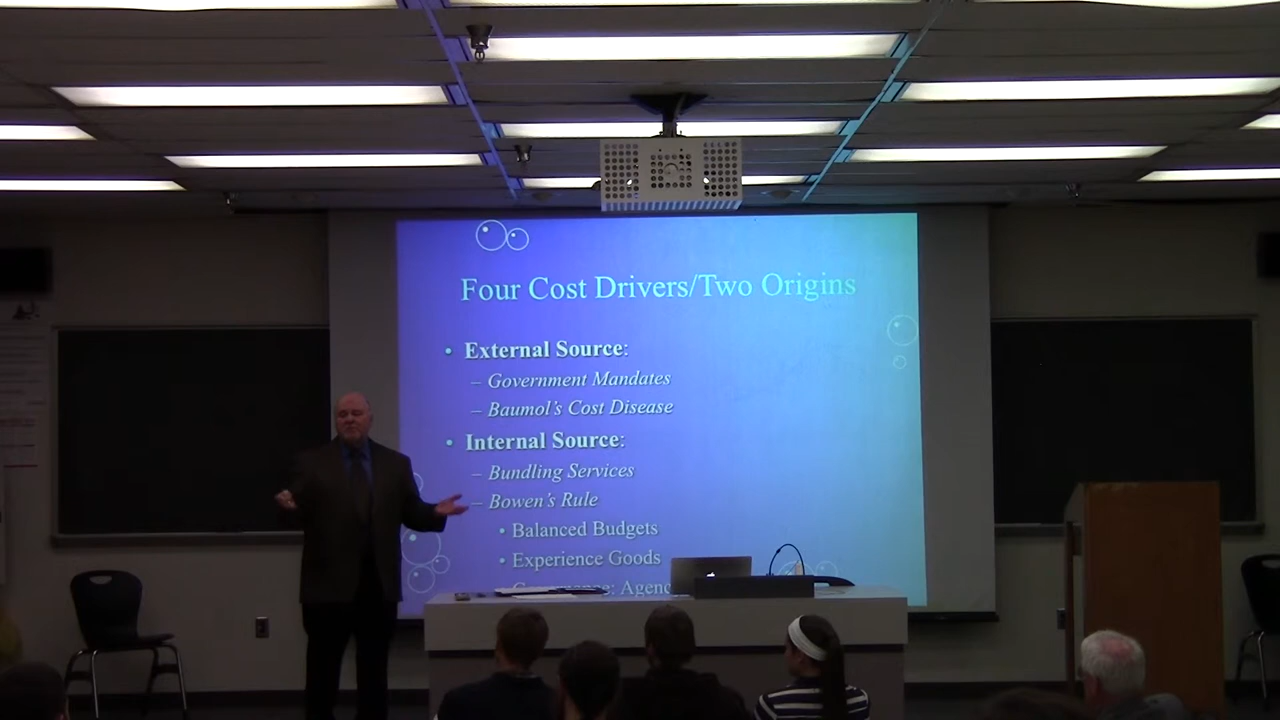 Four Cost Drivers/Two Origins
• External Source:
– Government Mandates
– Baumol's Cost Disease
• Internal Source:
– Bundling Services
– Bowen's Rule
• Balanced Budgets
• Experience Goods